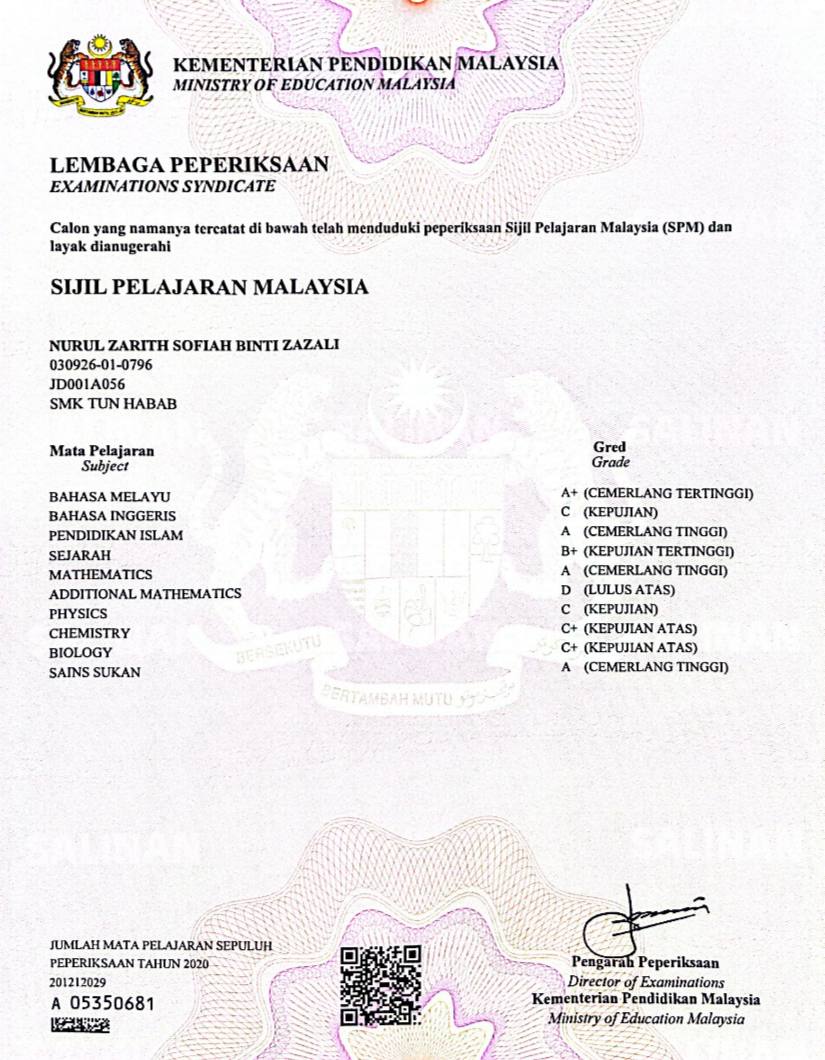 KEMENTERIAN PENDIDIKAN MALAYSIA
MINISTRY OF EDUCATION MALAYSIA
LEMBAGA PEPERIKSAAN
EXAMINATIONS SYNDICATE
Calon yang namanya tercatat di bawah telah menduduki peperiksaan Sijil Pelajaran Malaysia (SPM) dan
layak dianugerahi
SIJIL PELAJARAN MALAYSIA
NURUL ZARITH SOFIAH BINTI ZAZALI
030926-01-0796
JD001A056
SMK TUN HABAB
Mata Pelajaran Gred
Subject Grade
BAHASA MELAYU A+ (CEMERLANG TERTINGGI)
BAHASA INGGERIS C (KEPUJIAN)
PENDIDIKAN ISLAM A (CEMERLANG TINGGI)
SEJARAH B+ (KEPUJIAN TERTINGGI)
MATHEMATICS A (CEMERLANG TINGGI)
ADDITIONAL MATHEMATICS D (LULUS ATAS)
PHYSICS C (KEPUJIAN)
CHEMISTRY C+ (KEPUJIAN ATAS)
BIOLOGY C+ (KEPUJIAN ATAS)
SAINS SUKAN A (CEMERLANG TINGGI)
BERSEKUTU
BERTAMBAH MUTU
SALINAN SALINAN
JUMLAH MATA PELAJARAN SEPULUH
PEPERIKSAAN TAHUN 2020
201212029
A 05350681
Pengarah Peperiksaan
Director of Examinations
Kementerian Pendidikan Malaysia
Ministry of Education Malaysia